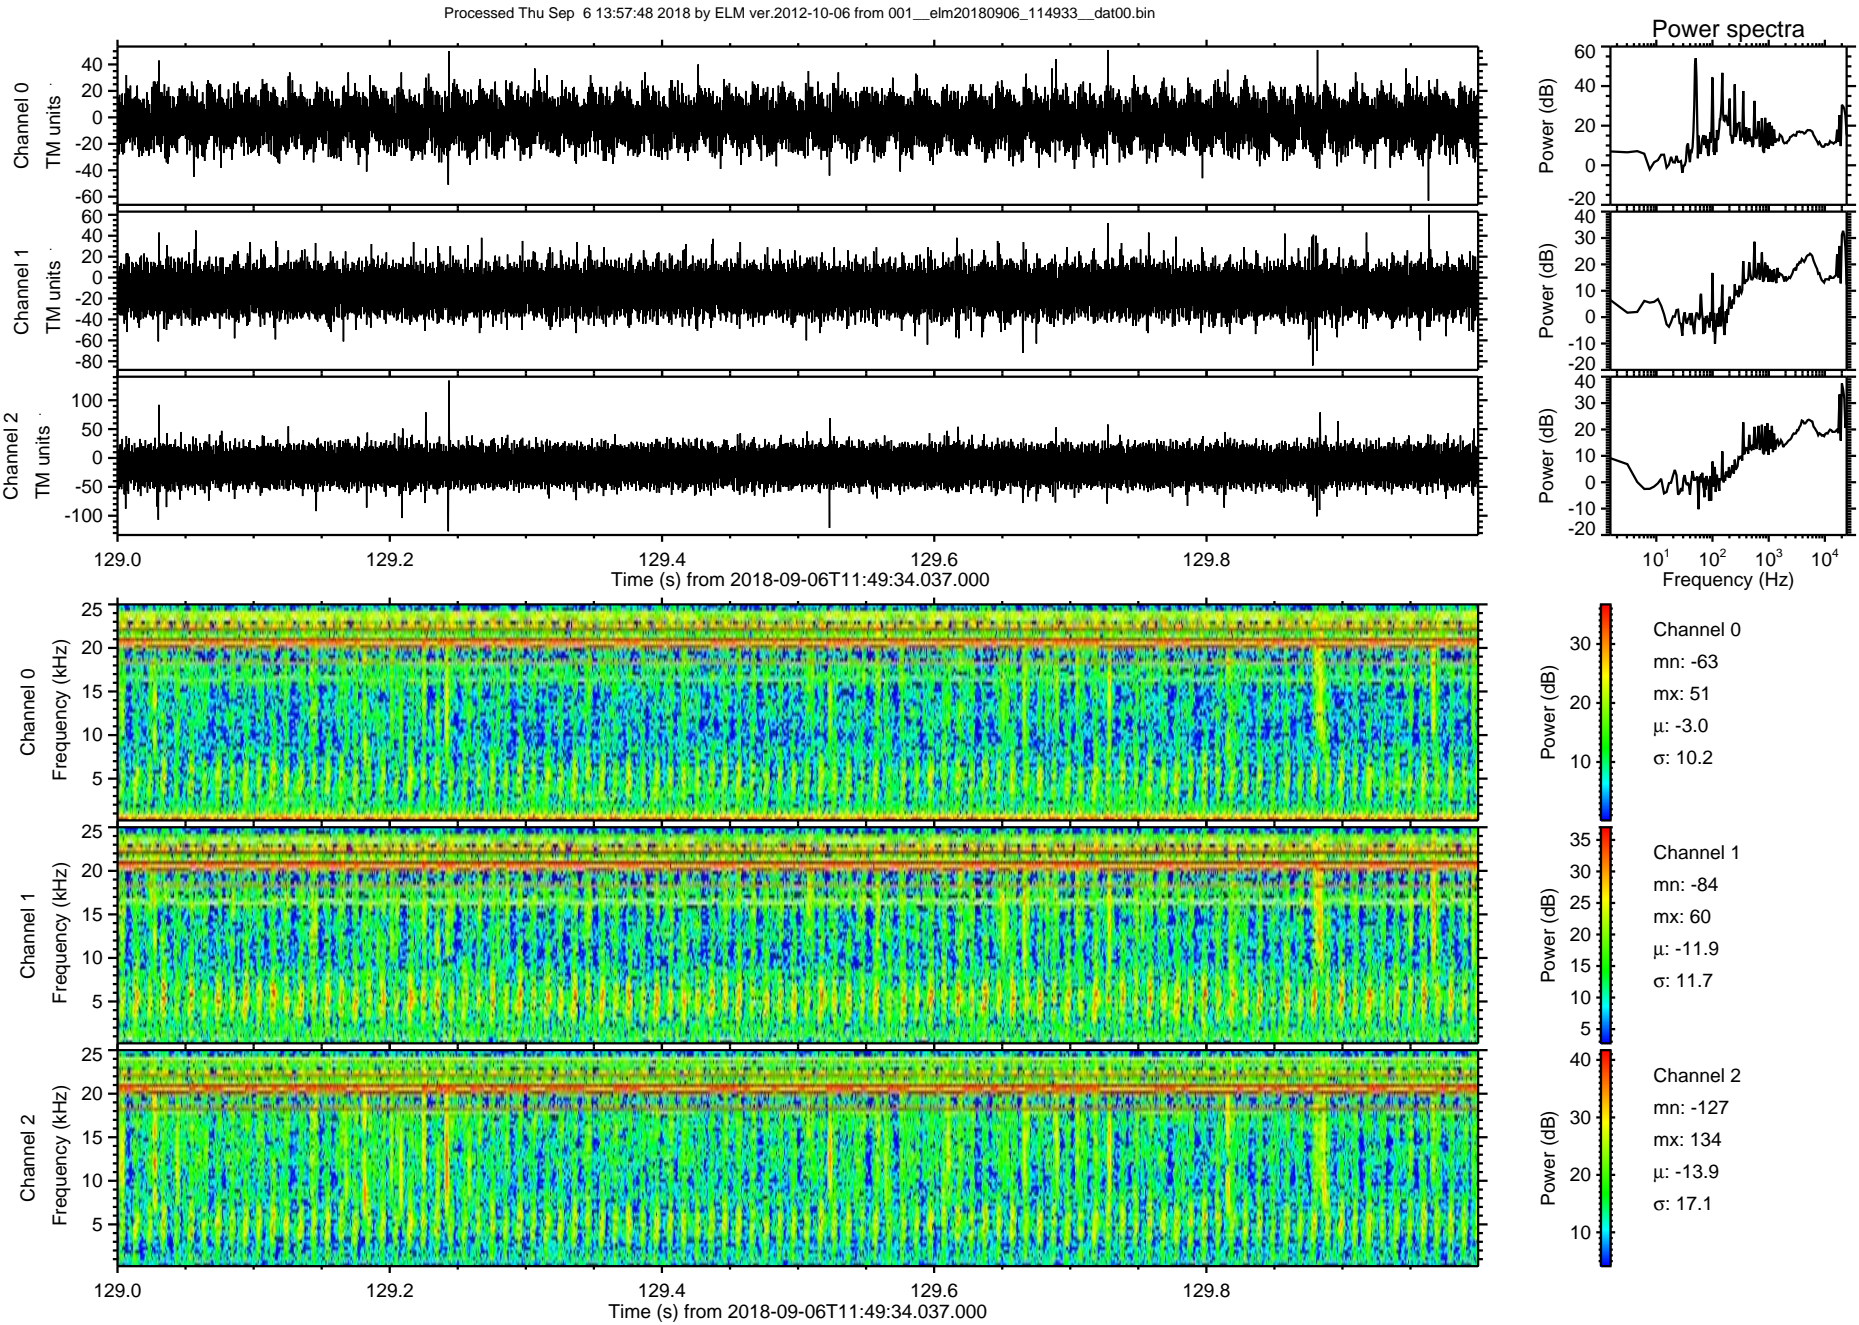 Processed Thu Sep  6 13:57:48 2018 by ELM ver.2012-10-06 from 001__elm20180906_114933__dat00.bin
Power spectra
Channel 0
TM units
40
20
0
-20
-40
-60
Power (dB)
60
40
20
0
-20
Channel 1
TM units
60
40
20
0
-20
-40
-60
-80
Power (dB)
40
30
20
10
0
-10
-20
Channel 2
TM units
100
50
0
-50
-100
Power (dB)
40
30
20
10
0
-10
-20
129.0 129.2 129.4 129.6 129.8
Time (s) from 2018-09-06T11:49:34.037.000
10¹ 10² 10³ 10⁴
Frequency (Hz)
Channel 0
Frequency (kHz)
25
20
15
10
5
Power (dB)
30
20
10
Channel 0
mn: -63
mx: 51
μ: -3.0
σ: 10.2
Channel 1
Frequency (kHz)
25
20
15
10
5
Power (dB)
35
30
25
20
15
10
5
Channel 1
mn: -84
mx: 60
μ: -11.9
σ: 11.7
Channel 2
Frequency (kHz)
25
20
15
10
5
Power (dB)
40
30
20
10
Channel 2
mn: -127
mx: 134
μ: -13.9
σ: 17.1
129.0 129.2 129.4 129.6 129.8
Time (s) from 2018-09-06T11:49:34.037.000